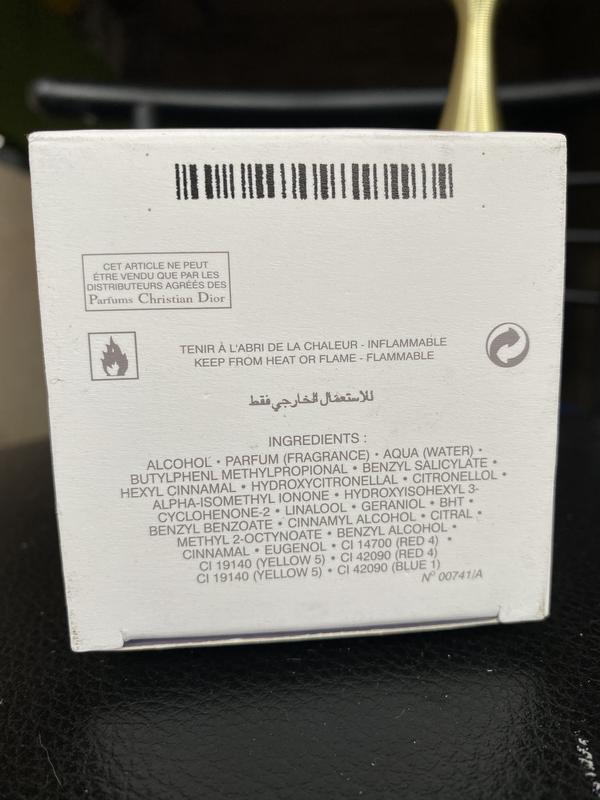 CET ARTICLE NE PEUT
ÊTRE VENDU QUE PAR LES
DISTRIBUTEURS AGRÉÉS DES
Parfums Christian Dior
TENIR À L'ABRI DE LA CHALEUR - INFLAMMABLE
KEEP FROM HEAT OR FLAME - FLAMMABLE
للاستعمال الخارجي فقط
INGREDIENTS :
ALCOHOL • PARFUM (FRAGRANCE) • AQUA (WATER) •
BUTYLPHENL METHYLPROPIONAL • BENZYL SALICYLATE •
HEXYL CINNAMAL • HYDROXYCITRONELLAL • CITRONELLOL •
ALPHA-ISOMETHYL IONONE • HYDROXYISOHEXYL 3-
CYCLOHENONE-2 • LINALOOL • GERANIOL • BHT •
BENZYL BENZOATE • CINNAMYL ALCOHOL • CITRAL •
METHYL 2-OCTYNOATE • BENZYL ALCOHOL •
CINNAMAL • EUGENOL • CI 14700 (RED 4) •
CI 19140 (YELLOW 5) • CI 42090 (RED 4)
CI 19140 (YELLOW 5) • CI 42090 (BLUE 1)
N° 00741/A